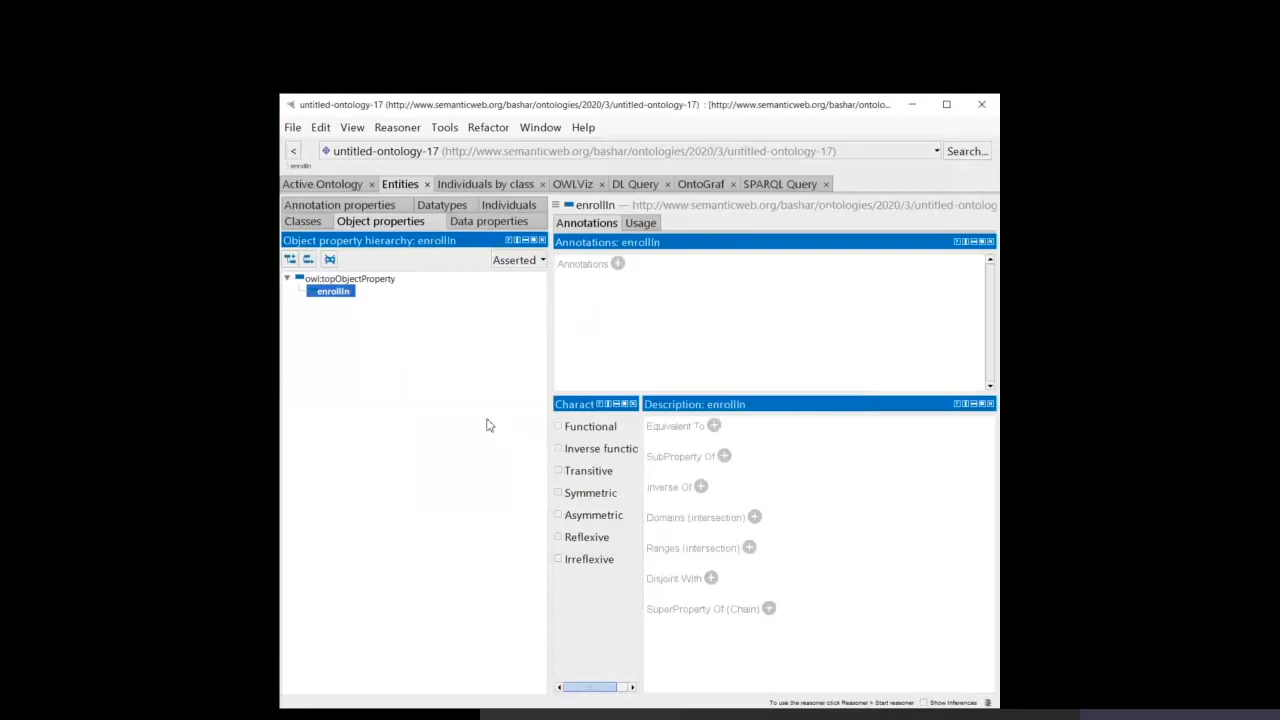 untitled-ontology-17 (http://www.semanticweb.org/bashar/ontologies/2020/3/untitled-ontology-17) : [http://www.semanticweb.org/bashar/ontolo...
File Edit View Reasoner Tools Refactor Window Help
< untitled-ontology-17 (http://www.semanticweb.org/bashar/ontologies/2020/3/untitled-ontology-17) Search...
enrollIn
Active Ontology × Entities × Individuals by class × OWLViz × DL Query × OntoGraf × SPARQL Query ×
Annotation properties Datatypes Individuals
Classes Object properties Data properties
Object property hierarchy: enrollIn
Asserted
owl:topObjectProperty
enrollIn
enrollIn — http://www.semanticweb.org/bashar/ontologies/2020/3/untitled-ontolog
Annotations Usage
Annotations: enrollIn
Annotations
Charact
Functional
Inverse functio
Transitive
Symmetric
Asymmetric
Reflexive
Irreflexive
Description: enrollIn
Equivalent To
SubProperty Of
Inverse Of
Domains (intersection)
Ranges (intersection)
Disjoint With
SuperProperty Of (Chain)
To use the reasoner click Reasoner > Start reasoner Show Inferences